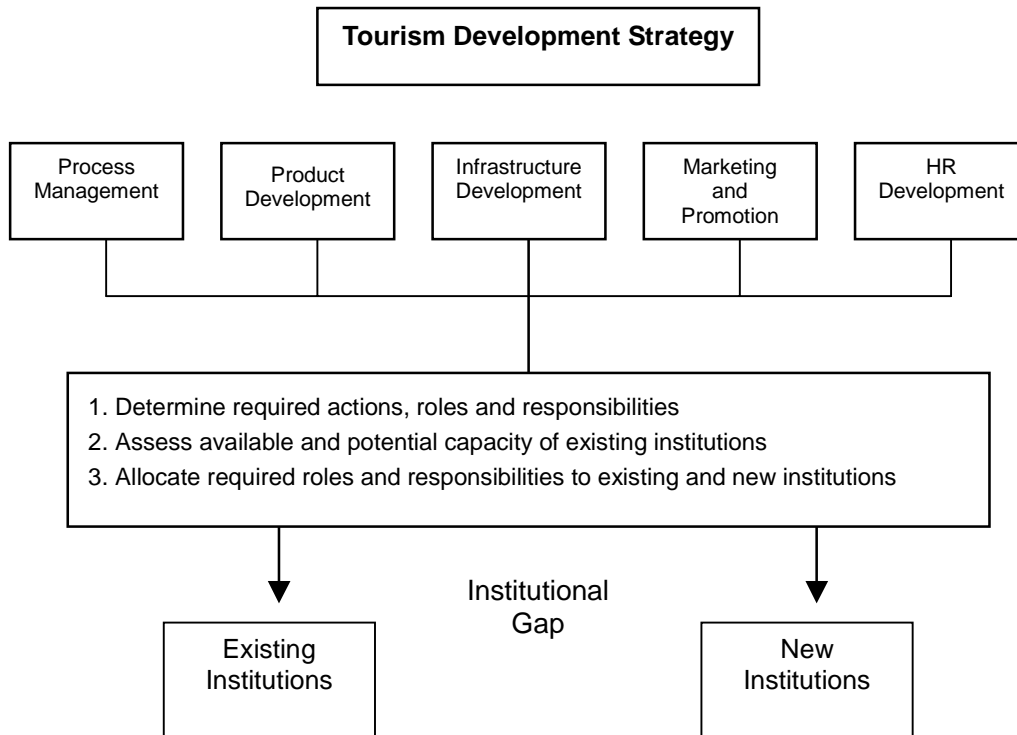 Tourism Development Strategy
Process
Management
Product
Development
Infrastructure
Development
Marketing
and
Promotion
HR
Development
1. Determine required actions, roles and responsibilities
2. Assess available and potential capacity of existing institutions
3. Allocate required roles and responsibilities to existing and new institutions
Institutional
Gap
Existing
Institutions
New
Institutions